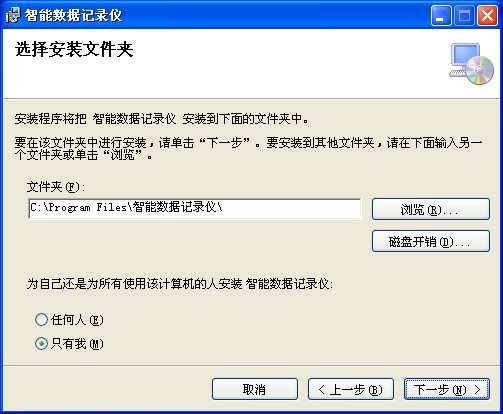 智能数据记录仪
选择安装文件夹
安装程序将把 智能数据记录仪 安装到下面的文件夹中。
要在该文件夹中进行安装，请单击“下一步”。要安装到其他文件夹，请在下面输入另一
个文件夹或单击“浏览”。
文件夹(F):
C:\Program Files\智能数据记录仪\
浏览(R)...
磁盘开销(D)...
为自己还是为所有使用该计算机的人安装 智能数据记录仪:
任何人(E)
只有我(M)
取消
< 上一步(B)
下一步(N) >